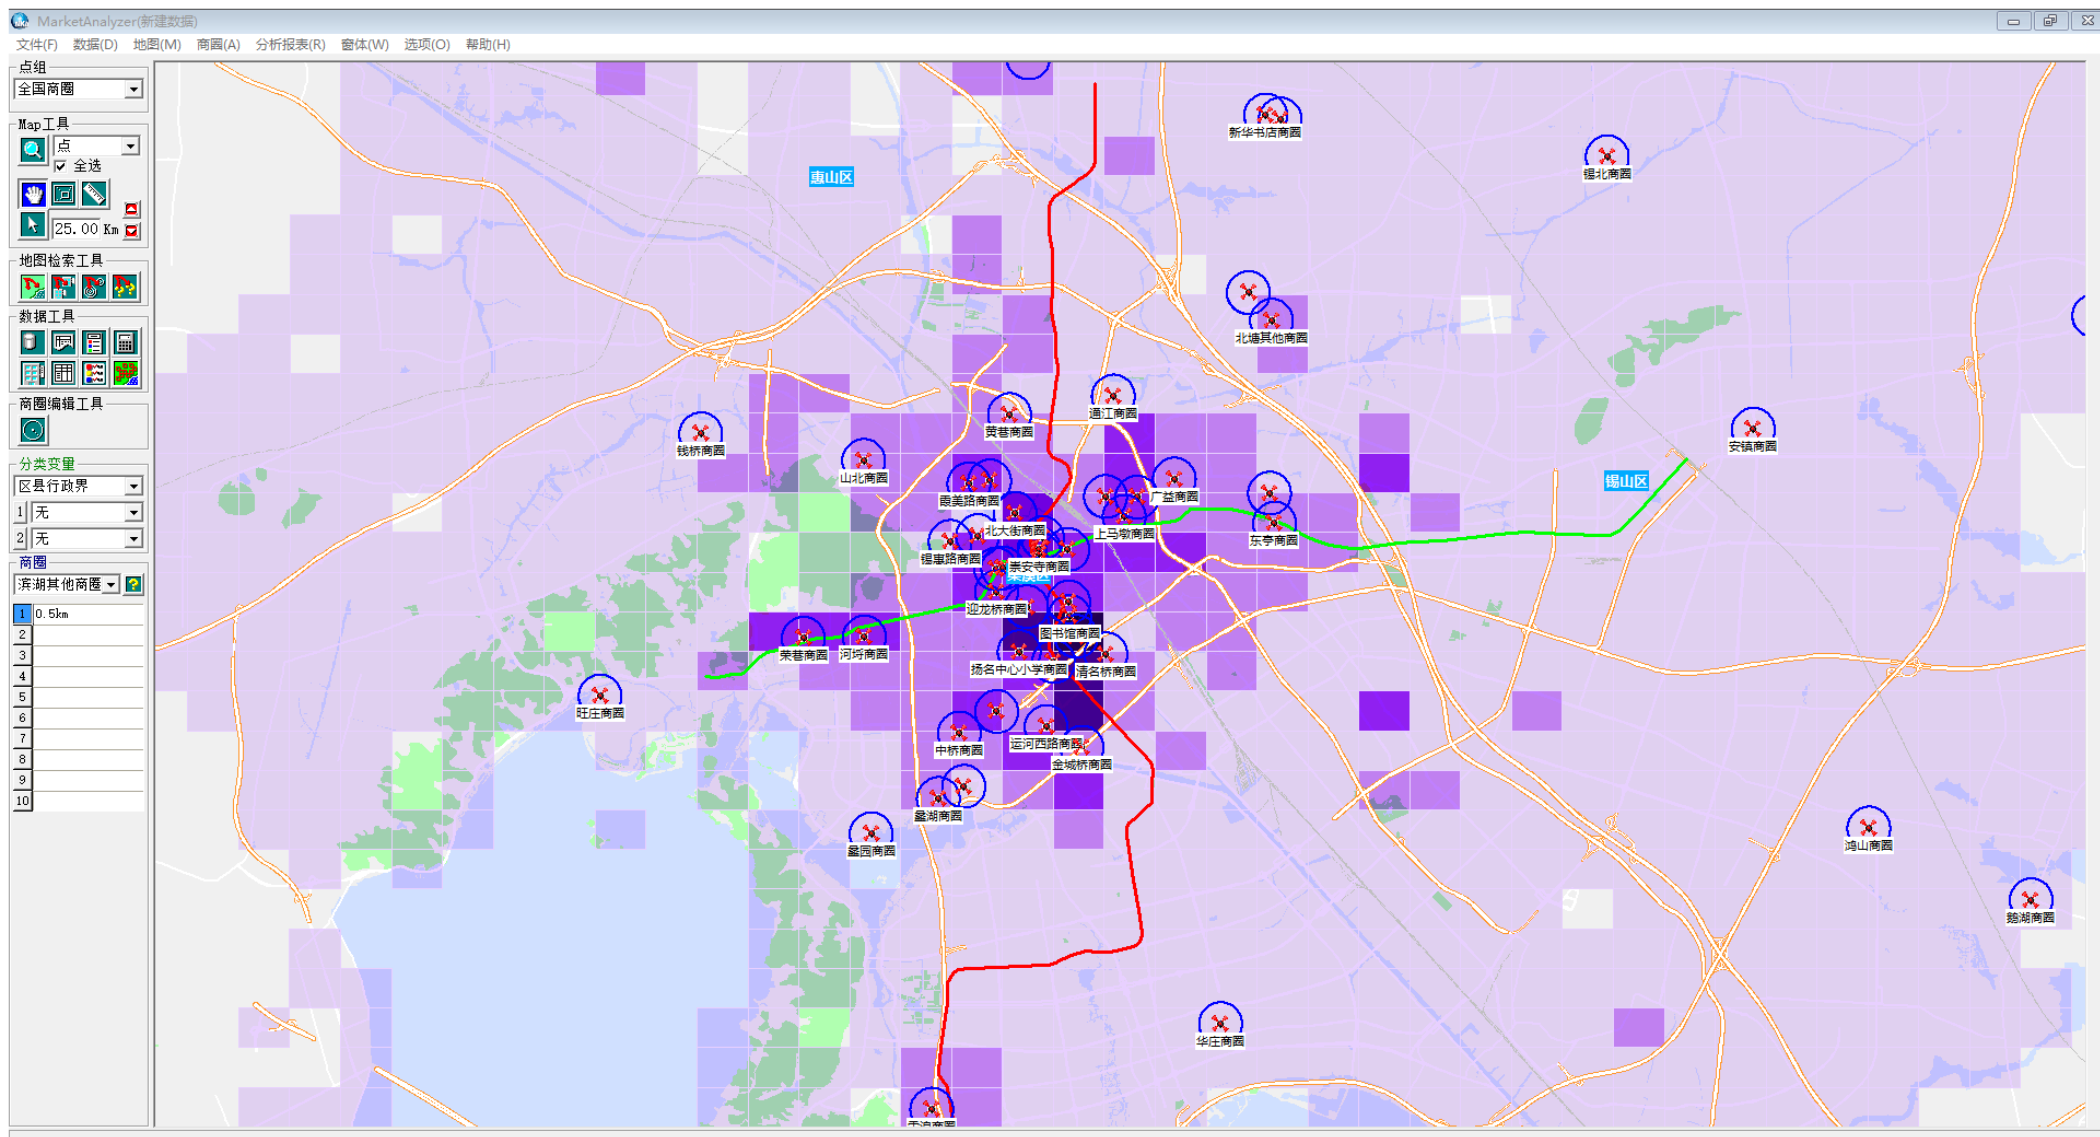 MarketAnalyzer(新建数据)
文件(F) 数据(D) 地图(M) 商圈(A) 分析报表(R) 窗体(W) 选项(O) 帮助(H)
点组
全国商圈
Map工具
点
全选
25.00 Km
地图检索工具
数据工具
商圈编辑工具
分类变量
区县行政界
1 无
2 无
商圈
滨湖其他商圈
1 0.5km
2
3
4
5
6
7
8
9
10
新华书店商圈
锡北商圈
惠山区
北塘其他商圈
通江商圈
黄巷商圈
钱桥商圈
安镇商圈
山北商圈
锡山区
广益商圈
霞美路商圈
北大街商圈
上马墩商圈
东亭商圈
锡惠路商圈
崇安寺商圈
迎龙桥商圈
图书馆商圈
荣巷商圈
河埒商圈
扬名中心小学商圈
清名桥商圈
旺庄商圈
中桥商圈
运河西路商圈
金城桥商圈
蠡湖商圈
蠡园商圈
鸿山商圈
鹅湖商圈
华庄商圈